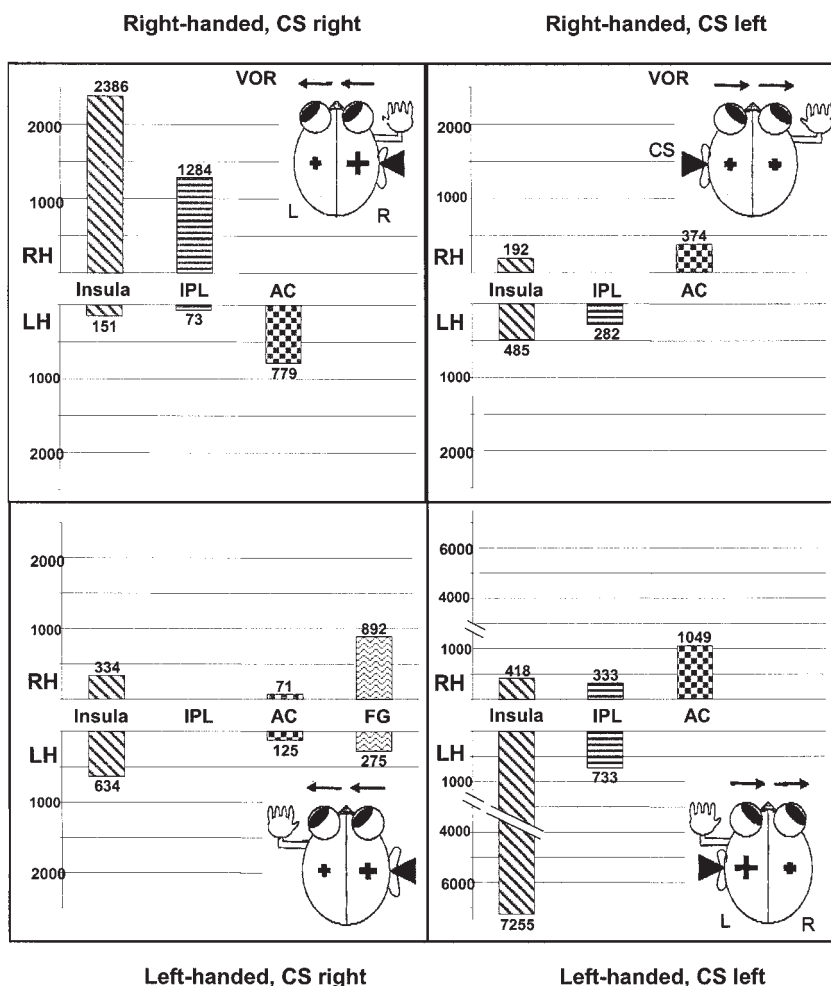 Right-handed, CS right
Right-handed, CS left
VOR
2386
2000
1284
1000
RH
L
R
Insula
IPL
AC
LH
151
73
779
1000
2000
VOR
2000
CS
1000
374
192
RH
Insula
IPL
AC
LH
485
282
1000
2000
2000
1000
892
334
71
RH
Insula
IPL
AC
FG
LH
125
275
634
1000
2000
6000
4000
1000
1049
418
333
RH
Insula
IPL
AC
LH
1000
733
4000
6000
7255
L
R
Left-handed, CS right
Left-handed, CS left